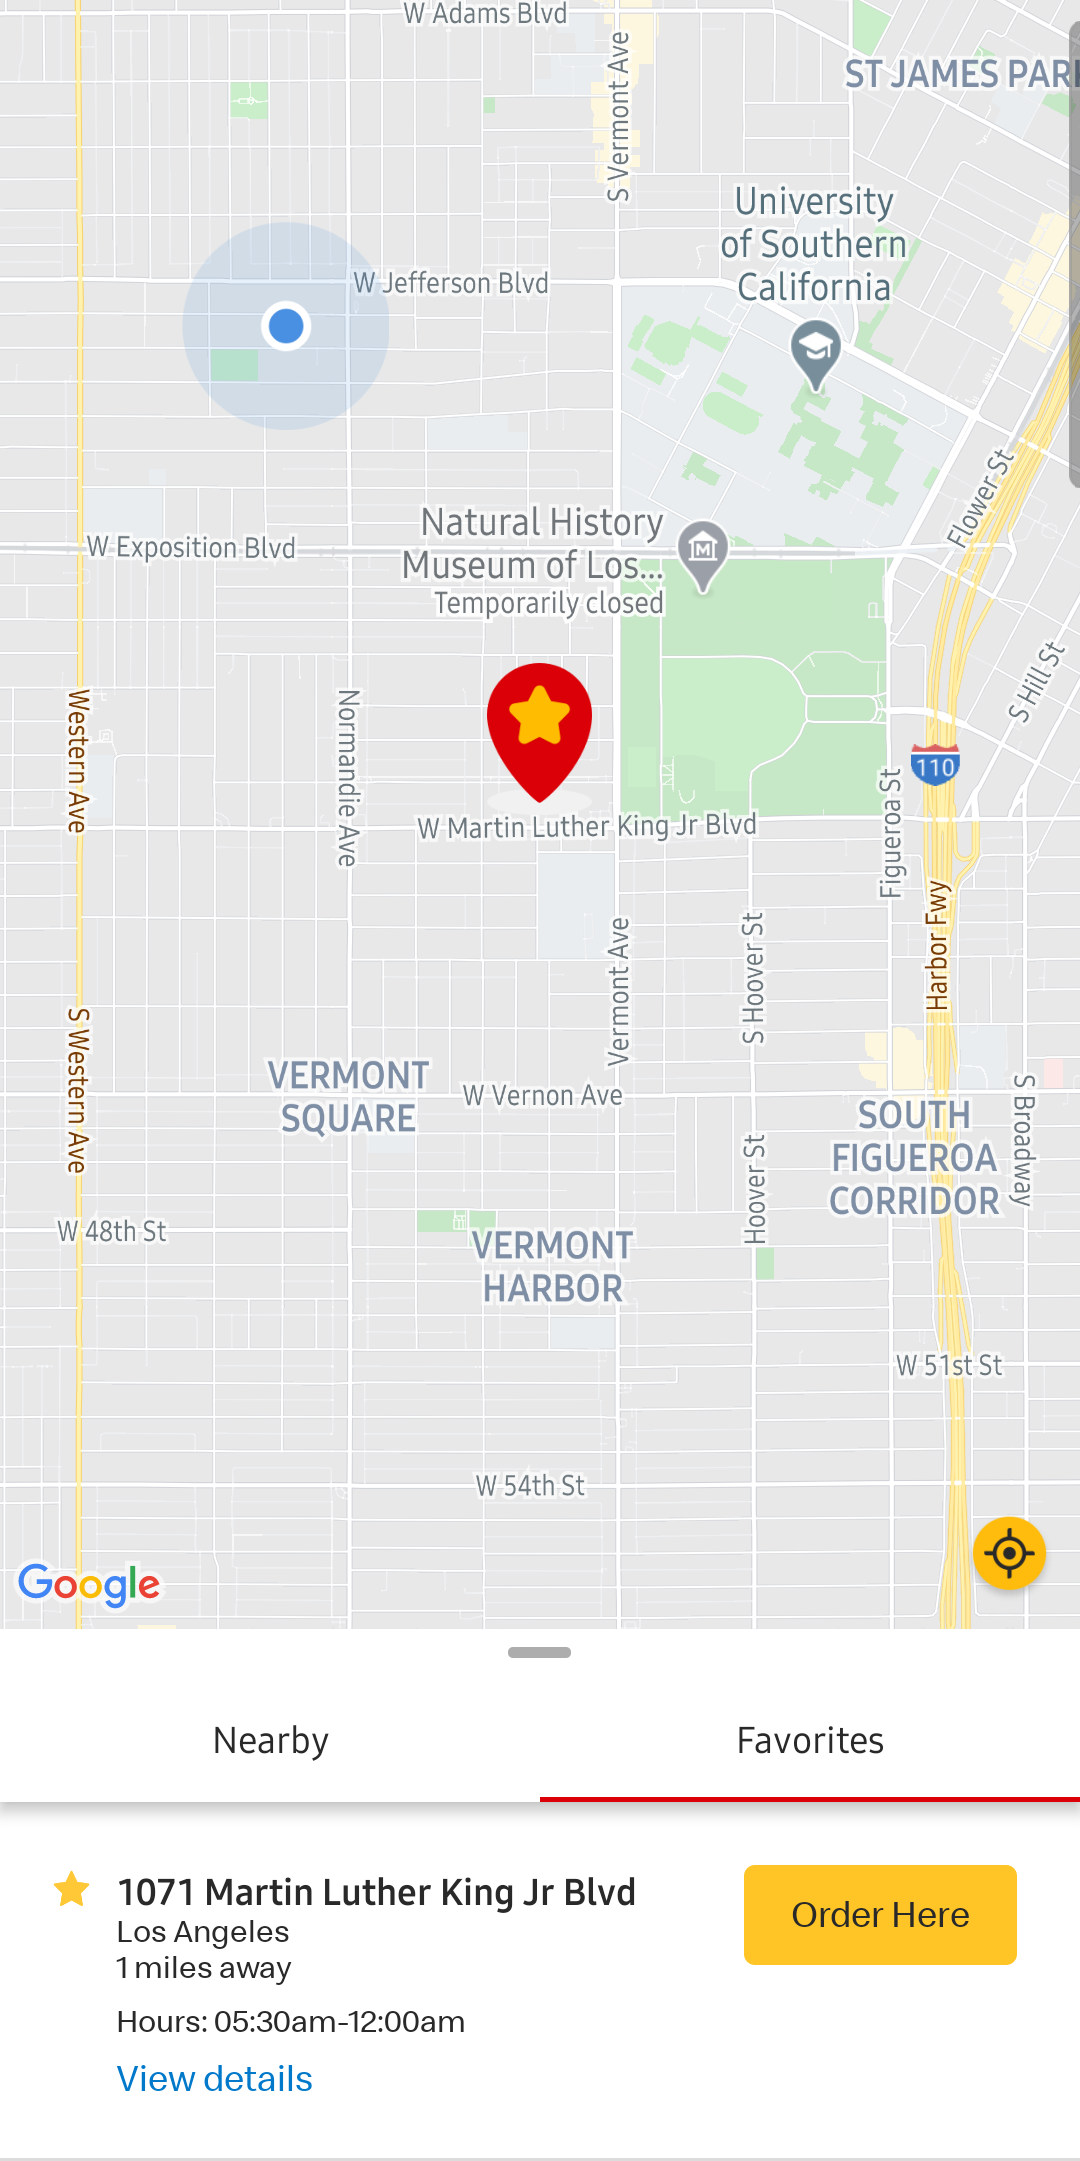 W Adams Blvd
S Vermont Ave
ST JAMES PARK
University
of Southern
California
W Jefferson Blvd
Flower St
Natural History
Museum of Los...
Temporarily closed
W Exposition Blvd
S Hill St
Western Ave
Normandie Ave
110
W Martin Luther King Jr Blvd
Figueroa St
Harbor Fwy
Vermont Ave
S Hoover St
S Western Ave
VERMONT
SQUARE
W Vernon Ave
SOUTH
FIGUEROA
CORRIDOR
S Broadway
Hoover St
W 48th St
VERMONT
HARBOR
W 51st St
W 54th St
Google
Nearby
Favorites
1071 Martin Luther King Jr Blvd
Order Here
Los Angeles
1 miles away
Hours: 05:30am-12:00am
View details